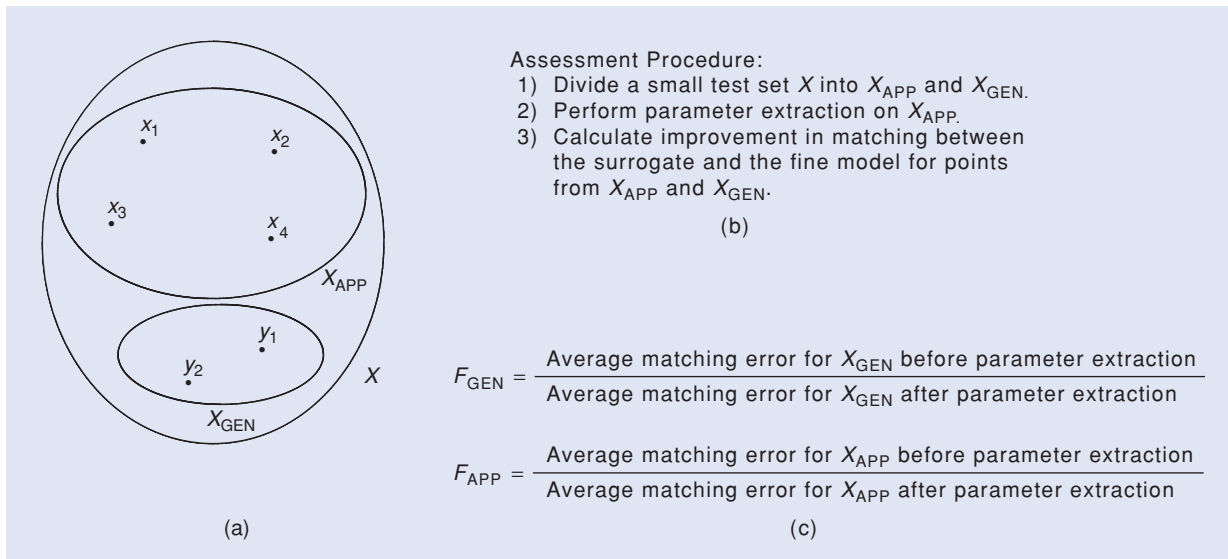 x1
x2
x3
x4
XAPP
y1
y2
X
XGEN
(a)
Assessment Procedure:
1) Divide a small test set X into XAPP and XGEN.
2) Perform parameter extraction on XAPP.
3) Calculate improvement in matching between
the surrogate and the fine model for points
from XAPP and XGEN.
(b)
FGEN = Average matching error for XGEN before parameter extraction
Average matching error for XGEN after parameter extraction
FAPP = Average matching error for XAPP before parameter extraction
Average matching error for XAPP after parameter extraction
(c)